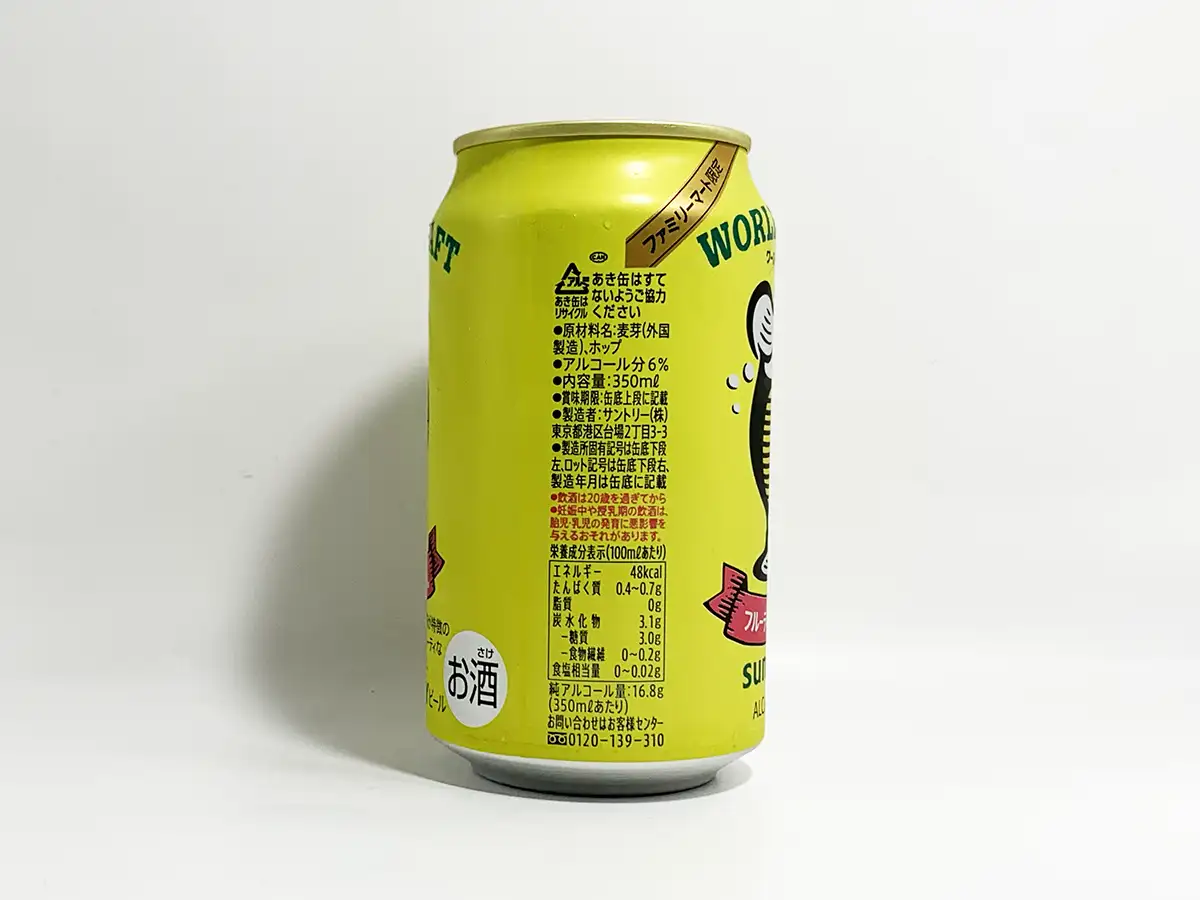 AFT
ファミリーマート限定
WORL
アルミ
あき缶は
リサイクル
あき缶はすて
ないようご協力
ください
●原材料名:麦芽(外国
製造)、ホップ
●アルコール分6%
●内容量:350mℓ
●賞味期限:缶底上段に記載
●製造者:サントリー(株)
東京都港区台場2丁目3-3
●製造所固有記号は缶底下段
左、ロット記号は缶底下段右、
製造年月は缶底に記載
●飲酒は20歳を過ぎてから
●妊娠中や授乳期の飲酒は、
胎児・乳児の発育に悪影響を
与えるおそれがあります。
栄養成分表示(100mℓあたり)
エネルギー 48kcal
たんぱく質 0.4~0.7g
脂質 0g
炭水化物 3.1g
−糖質 3.0g
−食物繊維 0~0.2g
食塩相当量 0~0.02g
純アルコール量:16.8g
(350mℓあたり)
お問い合わせはお客様センター
0120-139-310
特徴の
ティな
ビール
さけ
お酒
フルーテ
SUN
ALC